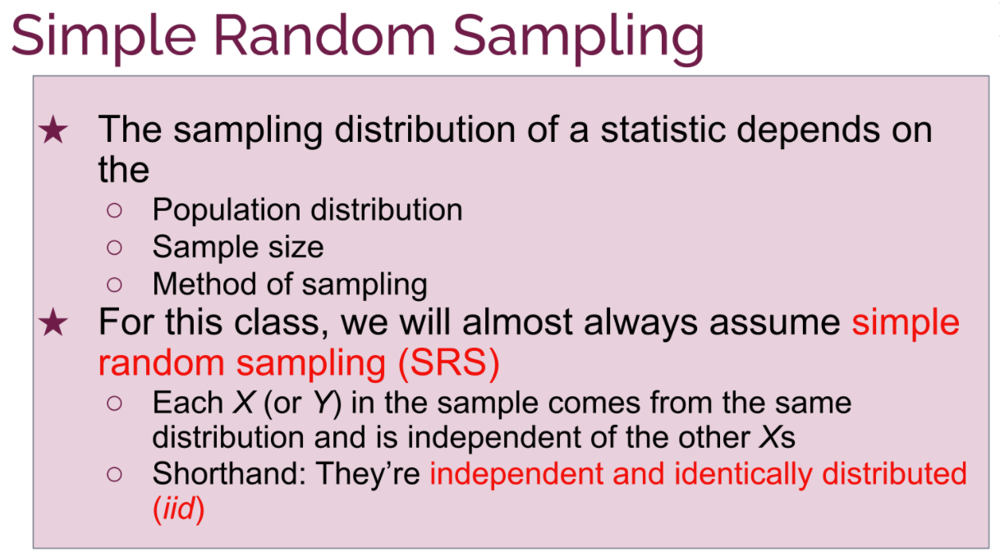 Simple Random Sampling
★ The sampling distribution of a statistic depends on
the
○ Population distribution
○ Sample size
○ Method of sampling
★ For this class, we will almost always assume simple
random sampling (SRS)
○ Each X (or Y) in the sample comes from the same
distribution and is independent of the other Xs
○ Shorthand: They’re independent and identically distributed
(iid)